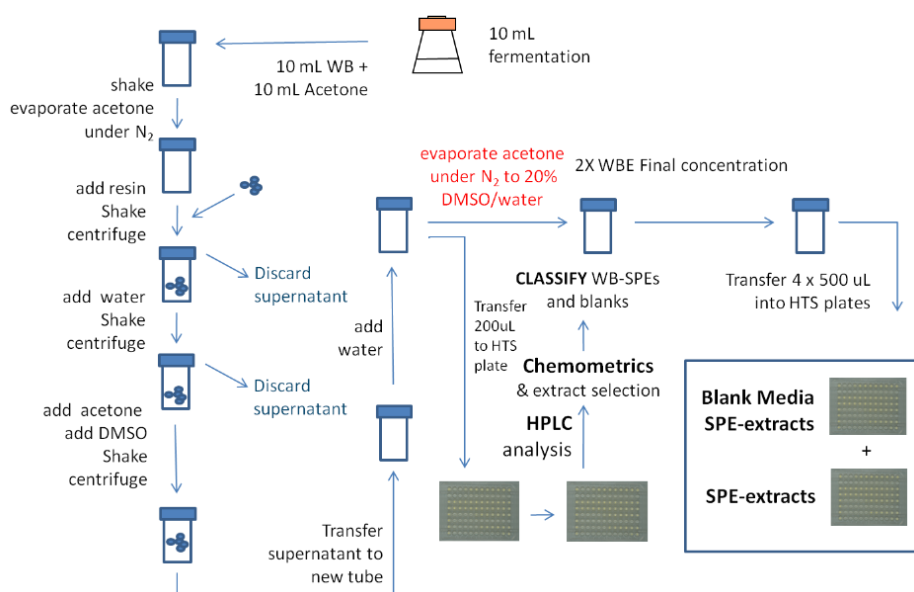 10 mL
fermentation
10 mL WB +
10 mL Acetone
shake
evaporate acetone
under N2
add resin
Shake
centrifuge
Discard
supernatant
add water
Shake
centrifuge
Discard
supernatant
add acetone
add DMSO
Shake
centrifuge
Transfer
supernatant to
new tube
add
water
evaporate acetone
under N2 to 20%
DMSO/water
2X WBE Final concentration
Transfer
200uL
to HTS
plate
HPLC
analysis
Chemometrics
& extract selection
CLASSIFY WB-SPEs
and blanks
Transfer 4 x 500 uL
into HTS plates
Blank Media
SPE-extracts
+
SPE-extracts